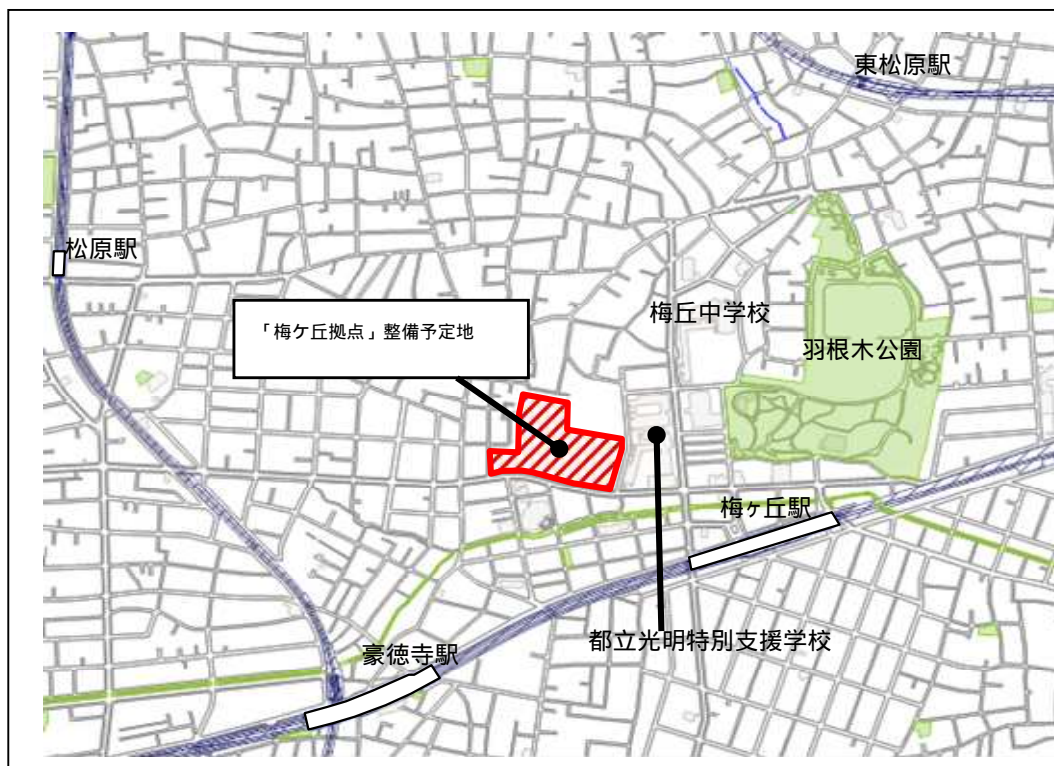 東松原駅
松原駅
「梅ケ丘拠点」整備予定地
梅丘中学校
羽根木公園
梅ヶ丘駅
都立光明特別支援学校
豪徳寺駅